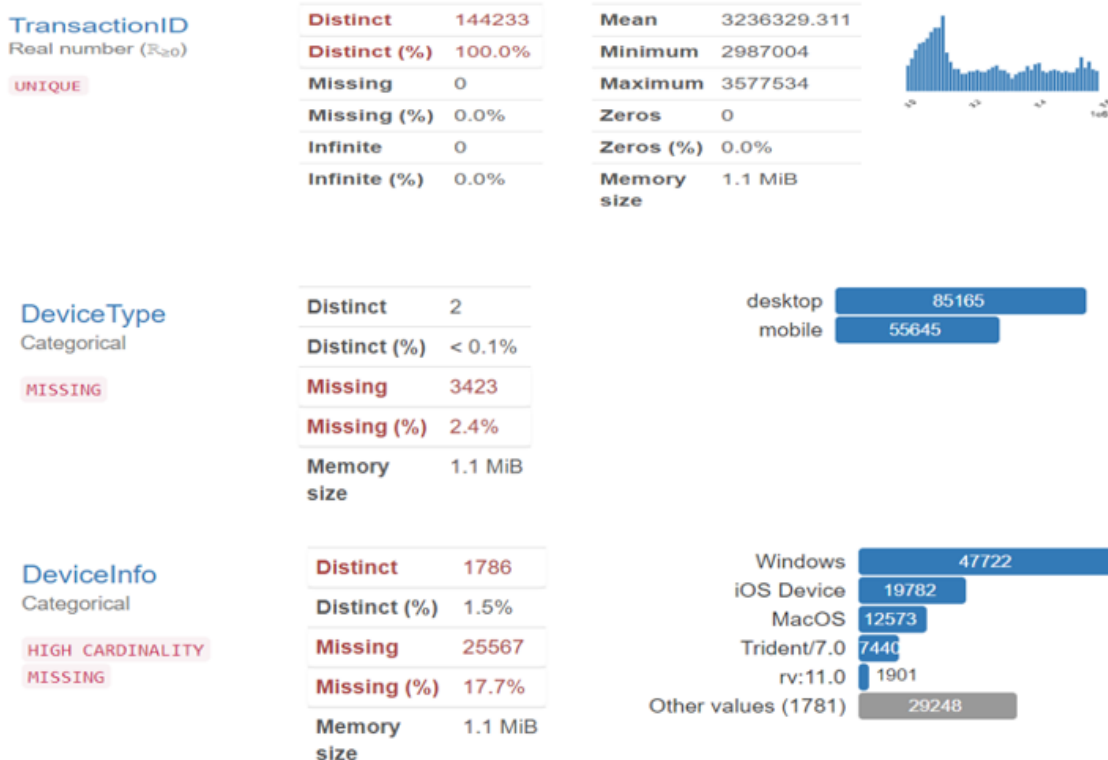 TransactionID
Real number (ℝ≥0)
UNIQUE
Distinct 144233
Distinct (%) 100.0%
Missing 0
Missing (%) 0.0%
Infinite 0
Infinite (%) 0.0%
Mean 3236329.311
Minimum 2987004
Maximum 3577534
Zeros 0
Zeros (%) 0.0%
Memory size 1.1 MiB
3.2
3.4
1e6
DeviceType
Categorical
MISSING
Distinct 2
Distinct (%) < 0.1%
Missing 3423
Missing (%) 2.4%
Memory size 1.1 MiB
desktop 85165
mobile 55645
DeviceInfo
Categorical
HIGH CARDINALITY
MISSING
Distinct 1786
Distinct (%) 1.5%
Missing 25567
Missing (%) 17.7%
Memory size 1.1 MiB
Windows 47722
iOS Device 19782
MacOS 12573
Trident/7.0 7440
rv:11.0 1901
Other values (1781) 29248